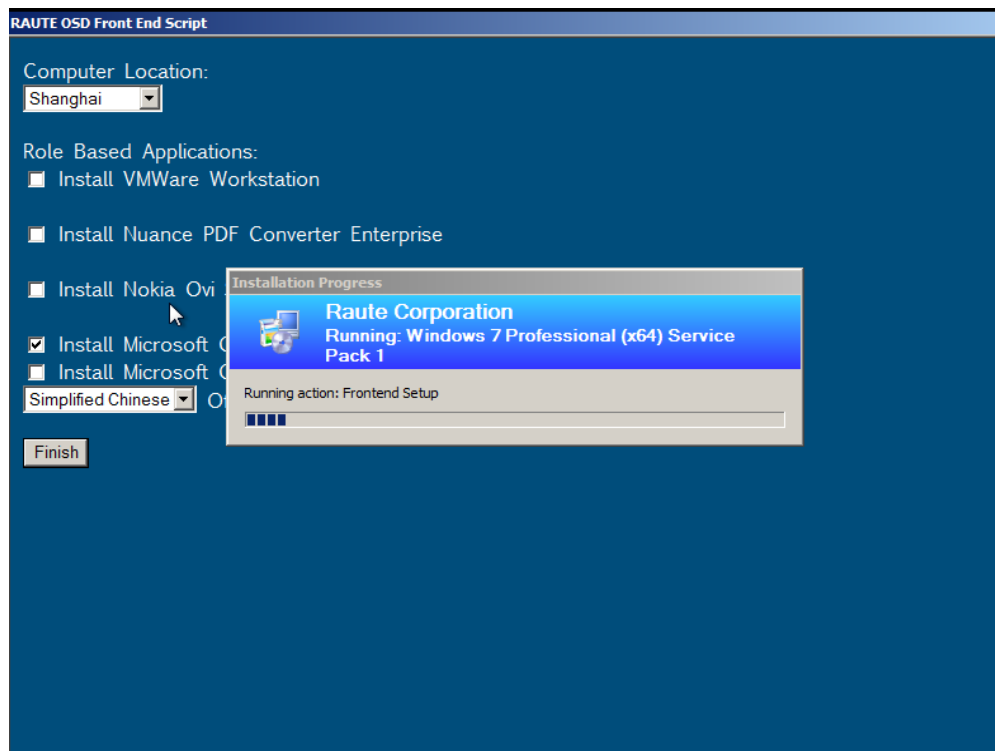 RAUTE OSD Front End Script
Computer Location:
Shanghai
Role Based Applications:
Install VMWare Workstation
Install Nuance PDF Converter Enterprise
Install Nokia Ovi
Install Microsoft
Install Microsoft
Simplified Chinese
Finish
Installation Progress
Raute Corporation
Running: Windows 7 Professional (x64) Service
Pack 1
Running action: Frontend Setup